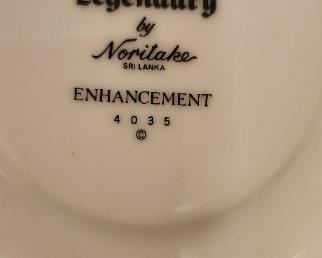 Legendary
by
Noritake
SRI LANKA
ENHANCEMENT
4035
©